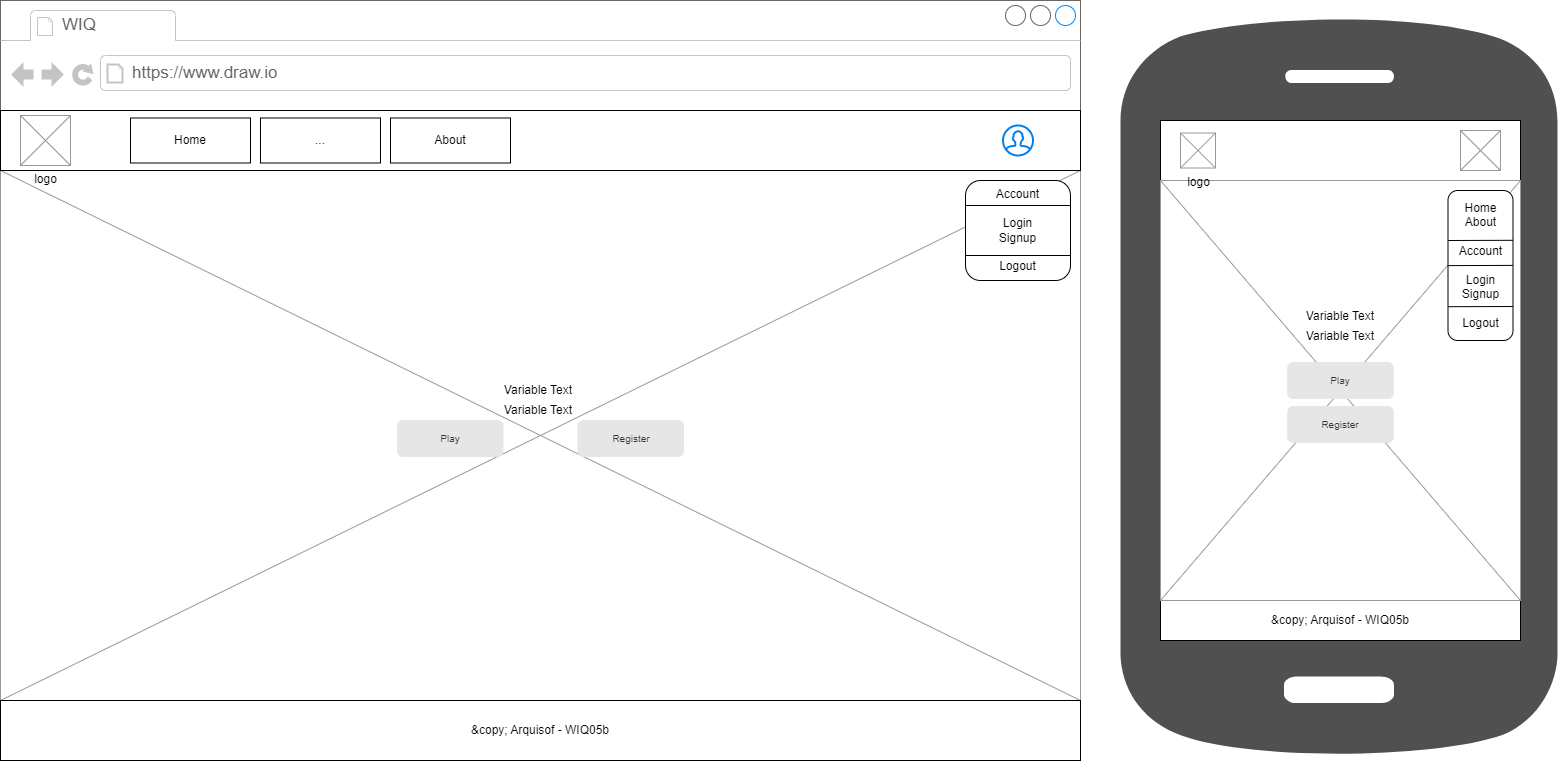 WIQ
https://www.draw.io
Home
...
About
logo
Account
Login
Signup
Logout
Variable Text
Variable Text
Play
Register
&copy; Arquisof - WIQ05b
logo
Home
About
Account
Login
Signup
Logout
Variable Text
Variable Text
Play
Register
&copy; Arquisof - WIQ05b